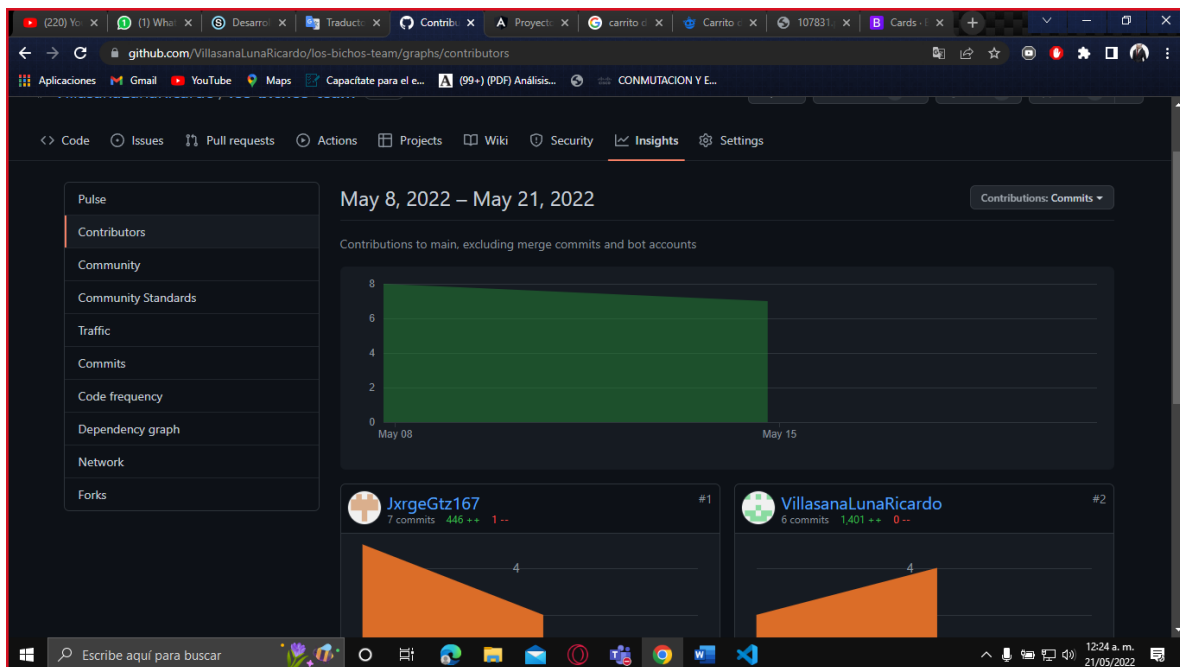 (220) Yo
(1) What
Desarrol
Traducto
Contribu
Proyecto
carrito d
Carrito
107831.
Cards ·
github.com/VillasanaLunaRicardo/los-bichos-team/graphs/contributors
Aplicaciones
Gmail
YouTube
Maps
Capacítate para el e...
(99+) (PDF) Análisis...
CONMUTACION Y E...
Code
Issues
Pull requests
Actions
Projects
Wiki
Security
Insights
Settings
Pulse
Contributors
Community
Community Standards
Traffic
Commits
Code frequency
Dependency graph
Network
Forks
May 8, 2022 – May 21, 2022
Contributions: Commits
Contributions to main, excluding merge commits and bot accounts
8
6
4
2
0
May 08
May 15
JxrgeGtz167
#1
7 commits 446 ++ 1 --
4
VillasanaLunaRicardo
#2
6 commits 1,401 ++ 0 --
4
Escribe aquí para buscar
12:24 a. m.
21/05/2022